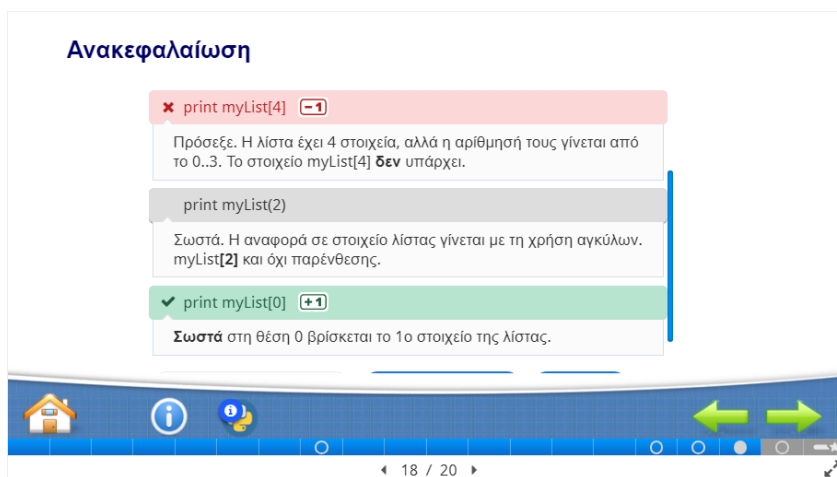 Ανακεφαλαίωση
print myList[4] -1
Πρόσεξε. Η λίστα έχει 4 στοιχεία, αλλά η αρίθμησή τους γίνεται από
το 0..3. Το στοιχείο myList[4] δεν υπάρχει.
print myList(2)
Σωστά. Η αναφορά σε στοιχείο λίστας γίνεται με τη χρήση αγκύλων.
myList[2] και όχι παρένθεσης.
print myList[0] +1
Σωστά στη θέση 0 βρίσκεται το 1ο στοιχείο της λίστας.
18 / 20